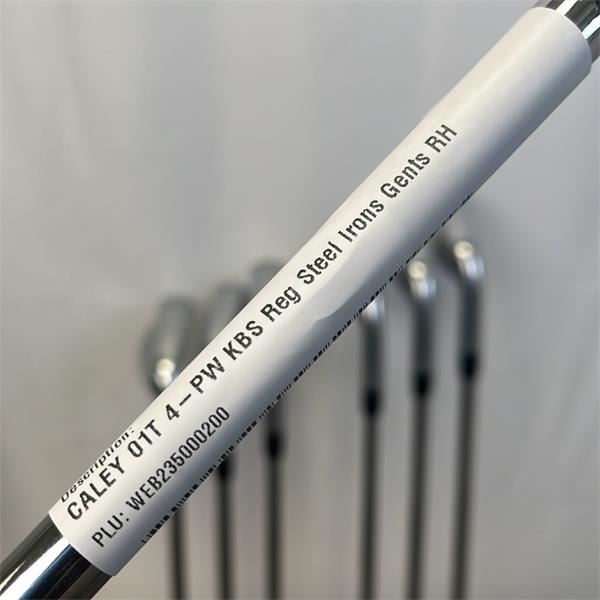 Description:
CALEY 01T 4-PW KBS Reg Steel Irons Gents RH
PLU: WEB235000200